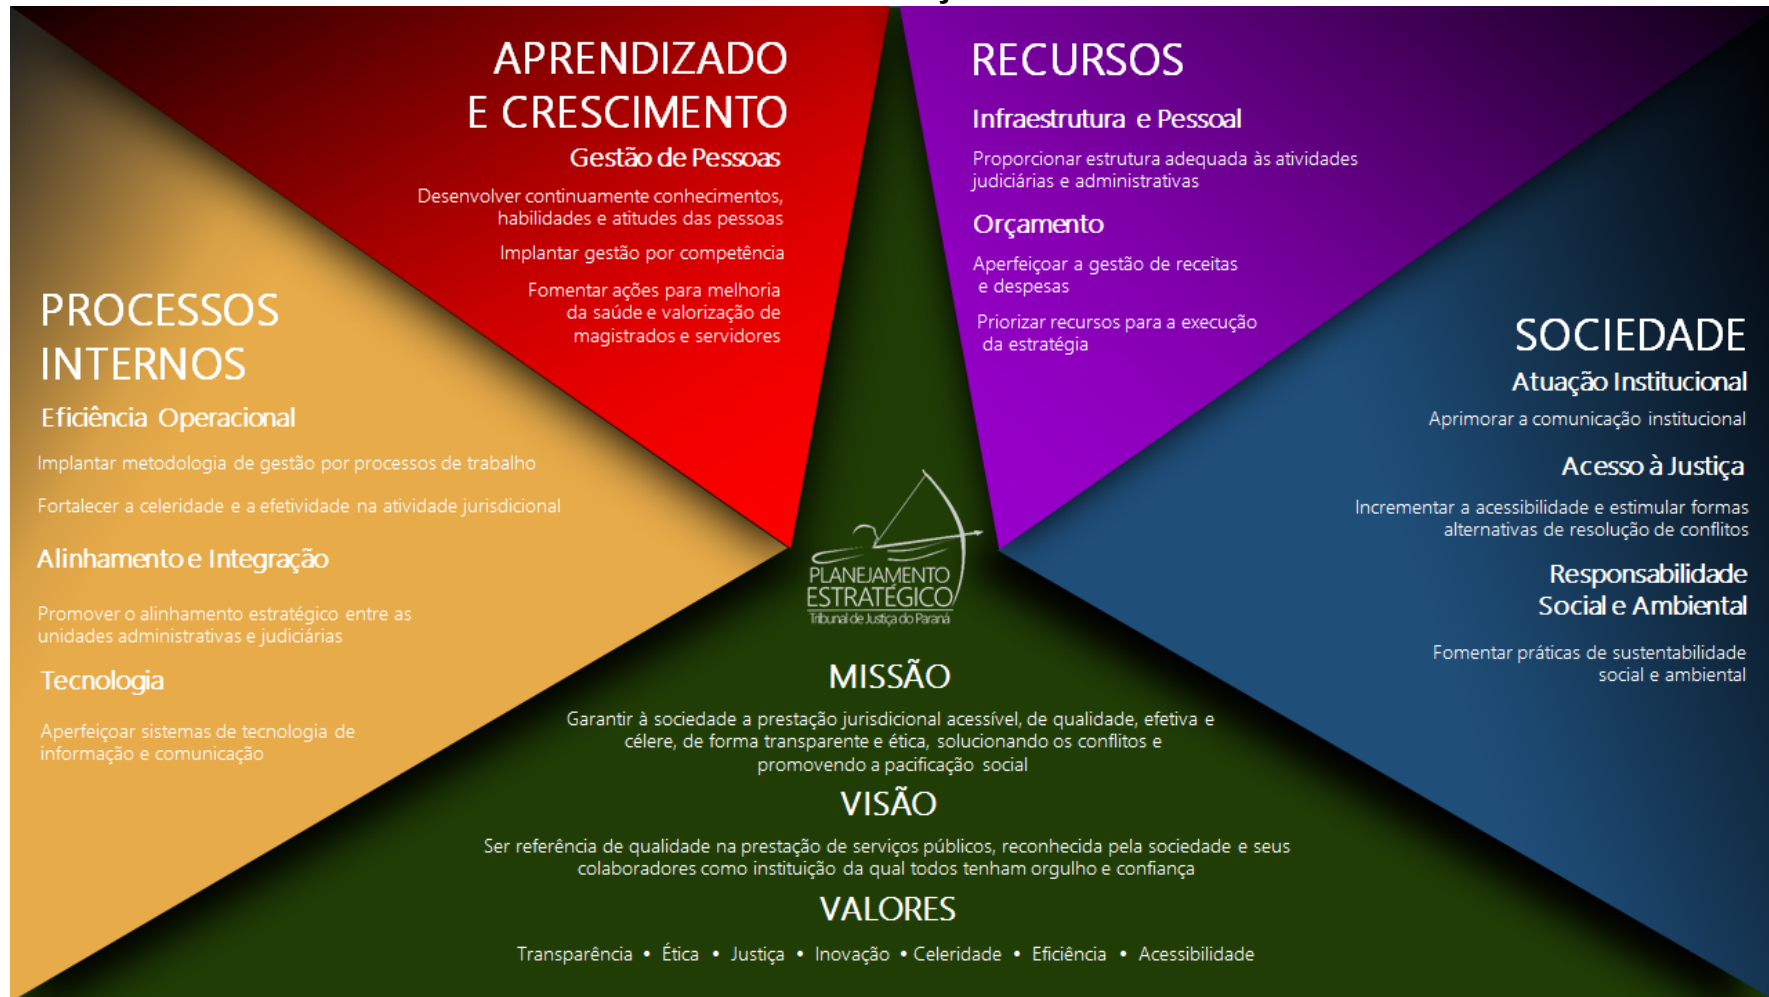 APRENDIZADO
E CRESCIMENTO
Gestão de Pessoas
Desenvolver continuamente conhecimentos,
habilidades e atitudes das pessoas
Implantar gestão por competência
Fomentar ações para melhoria
da saúde e valorização de
magistrados e servidores
RECURSOS
Infraestrutura e Pessoal
Proporcionar estrutura adequada às atividades
judiciárias e administrativas
Orçamento
Aperfeiçoar a gestão de receitas
e despesas
Priorizar recursos para a execução
da estratégia
PROCESSOS
INTERNOS
Eficiência Operacional
Implantar metodologia de gestão por processos de trabalho
Fortalecer a celeridade e a efetividade na atividade jurisdicional
Alinhamento e Integração
Promover o alinhamento estratégico entre as
unidades administrativas e judiciárias
Tecnologia
Aperfeiçoar sistemas de tecnologia de
informação e comunicação
SOCIEDADE
Atuação Institucional
Aprimorar a comunicação institucional
Acesso à Justiça
Incrementar a acessibilidade e estimular formas
alternativas de resolução de conflitos
Responsabilidade
Social e Ambiental
Fomentar práticas de sustentabilidade
social e ambiental
PLANEJAMENTO
ESTRATÉGICO
Tribunal de Justiça do Paraná
MISSÃO
Garantir à sociedade a prestação jurisdicional acessível, de qualidade, efetiva e
célere, de forma transparente e ética, solucionando os conflitos e
promovendo a pacificação social
VISÃO
Ser referência de qualidade na prestação de serviços públicos, reconhecida pela sociedade e seus
colaboradores como instituição da qual todos tenham orgulho e confiança
VALORES
Transparência • Ética • Justiça • Inovação • Celeridade • Eficiência • Acessibilidade